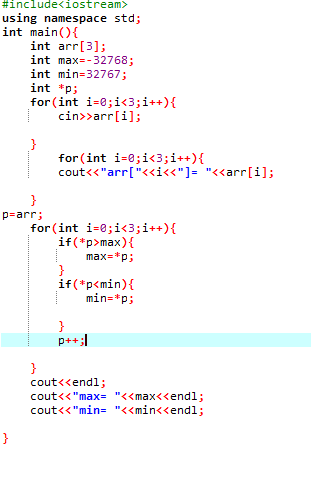 #include<iostream>
using namespace std;
int main(){
    int arr[3];
    int max=-32768;
    int min=32767;
    int *p;
    for(int i=0;i<3;i++){
        cin>>arr[i];
    }
        for(int i=0;i<3;i++){
        cout<<"arr["<<i<<"]= "<<arr[i];
    }
p=arr;
    for(int i=0;i<3;i++){
        if(*p>max){
            max=*p;
        }
        if(*p<min){
            min=*p;
        }
        p++;
    }
    cout<<endl;
    cout<<"max= "<<max<<endl;
    cout<<"min= "<<min<<endl;
}